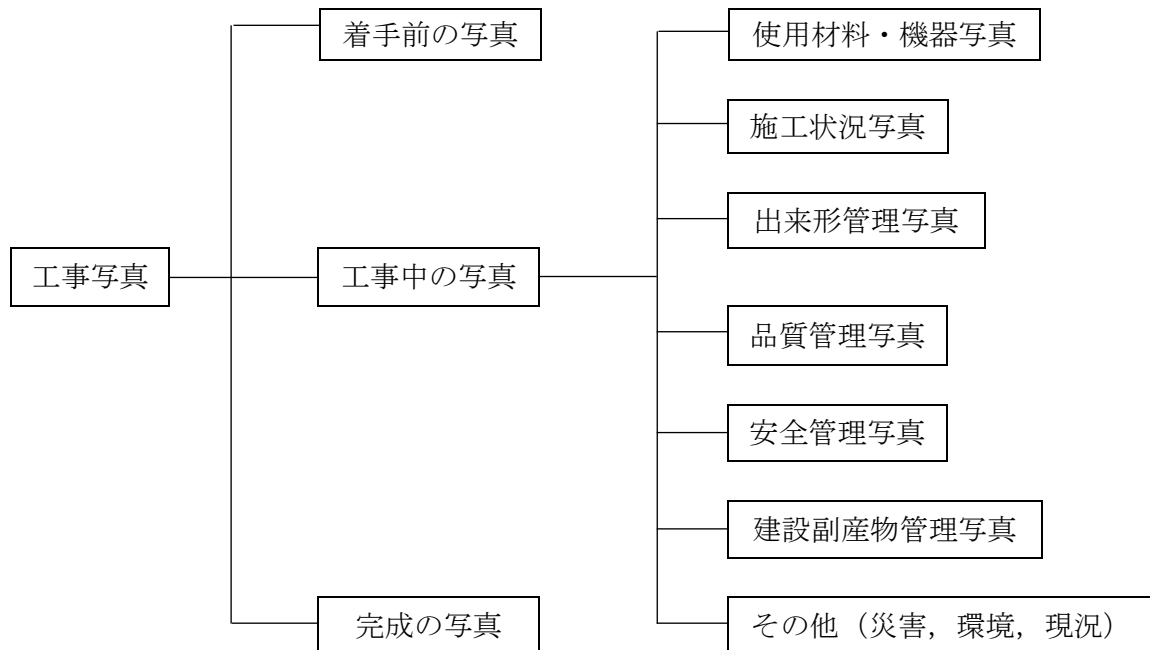 工事写真
着手前の写真
工事中の写真
完成の写真
使用材料・機器写真
施工状況写真
出来形管理写真
品質管理写真
安全管理写真
建設副産物管理写真
その他（災害，環境，現況）